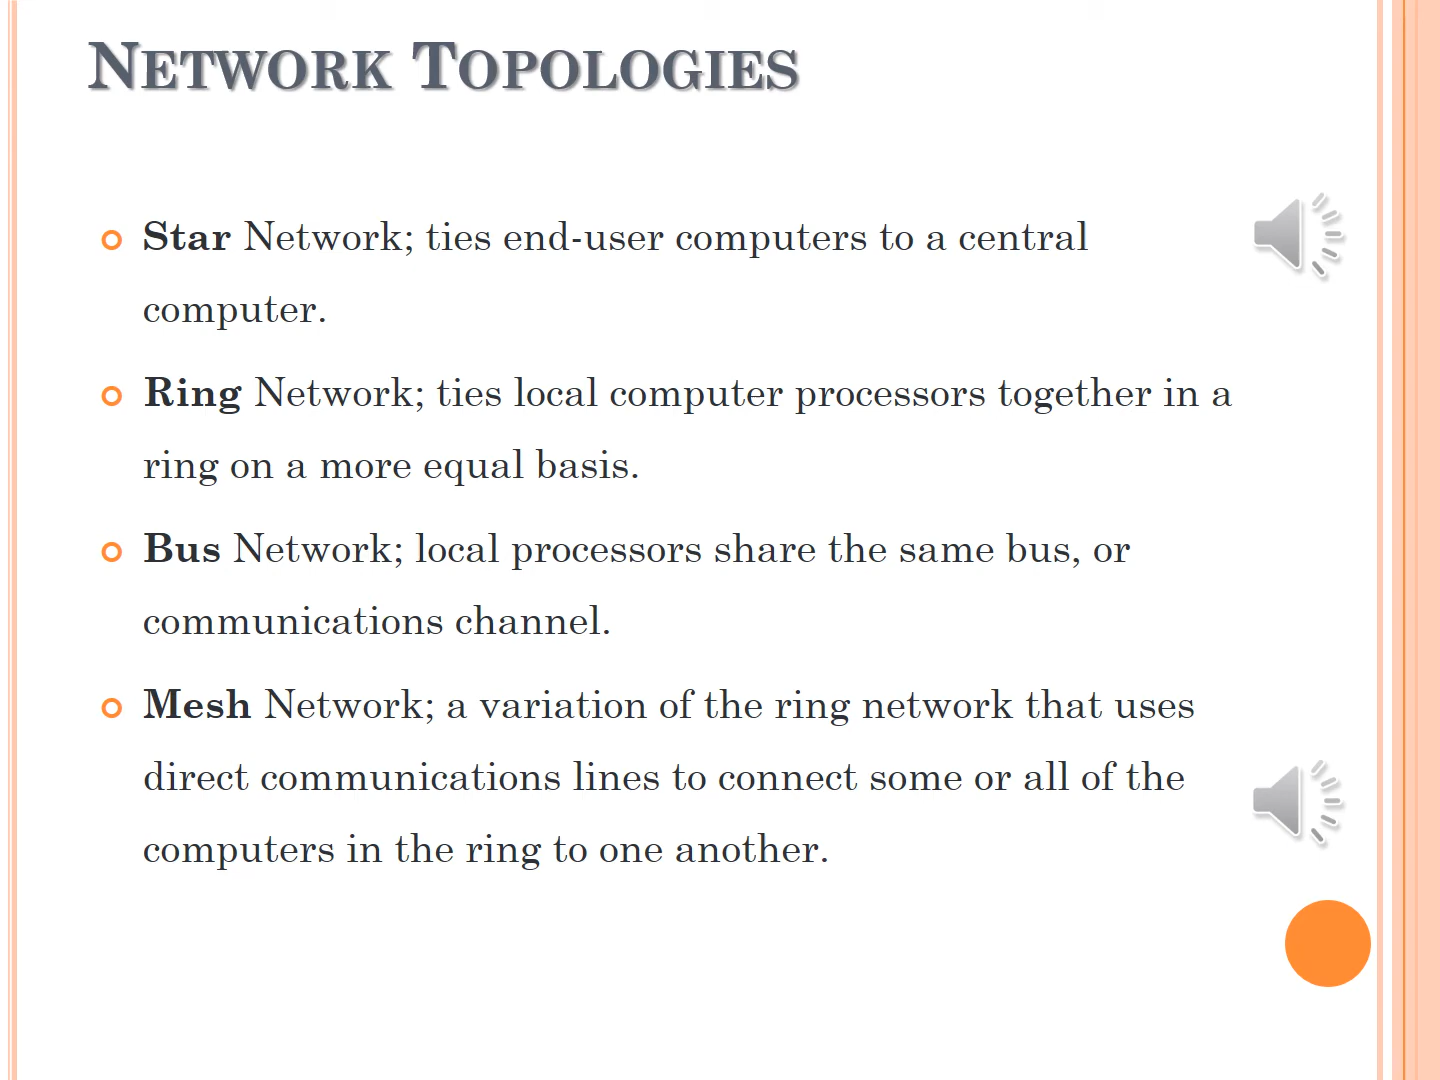 NETWORK TOPOLOGIES
Star Network; ties end-user computers to a central
computer.
Ring Network; ties local computer processors together in a
ring on a more equal basis.
Bus Network; local processors share the same bus, or
communications channel.
Mesh Network; a variation of the ring network that uses
direct communications lines to connect some or all of the
computers in the ring to one another.